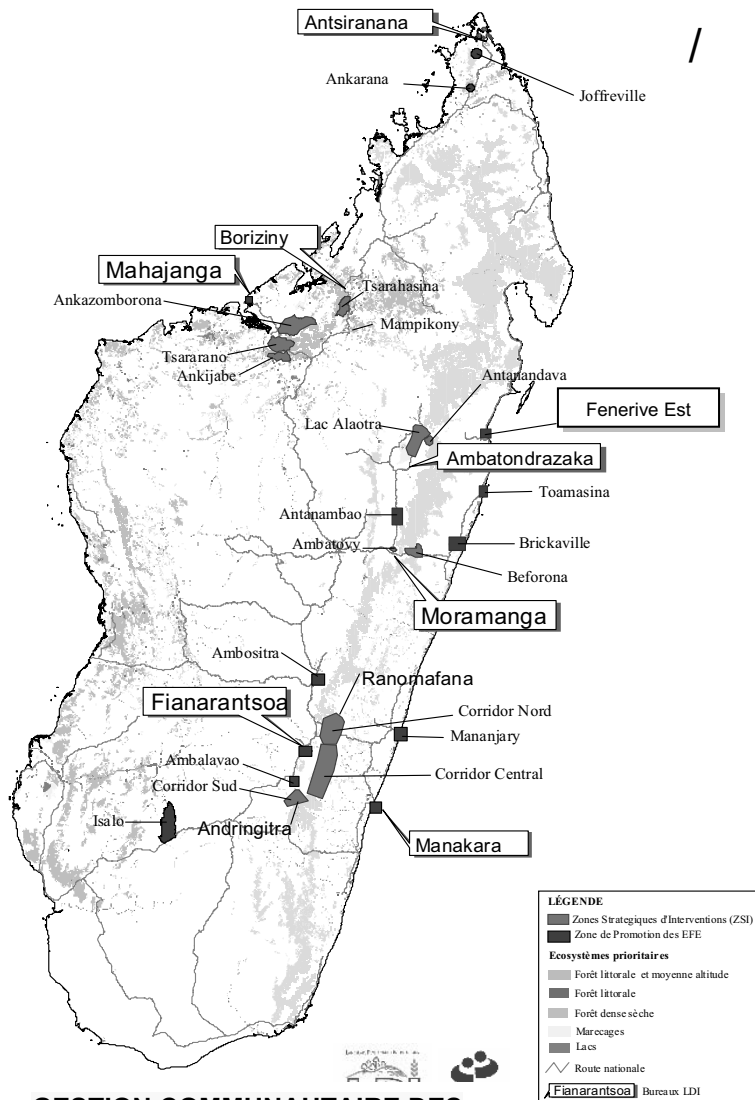 Antsiranana
/
Ankarana
Joffreville
Boriziny
Mahajanga
Tsarahasina
Ankazomborona
Mampikony
Tsararano
Ankijabe
Antanandava
Lac Alaotra
Fenerive Est
Ambatondrazaka
Toamasina
Antanambao
Ambatovy
Brickaville
Beforona
Moramanga
Ambositra
Ranomafana
Fianarantsoa
Corridor Nord
Mananjary
Ambalavao
Corridor Central
Corridor Sud
Isalo
Andringitra
Manakara
LÉGENDE
Zones Strategiques d'Interventions (ZSI)
Zone de Promotion des EFE
Ecosystèmes prioritaires
Forêt littorale et moyenne altitude
Forêt littorale
Forêt dense sèche
Marecages
Lacs
Route nationale
Fianarantsoa Bureaux LDI
GESTION COMMUNAUTAIRE DES